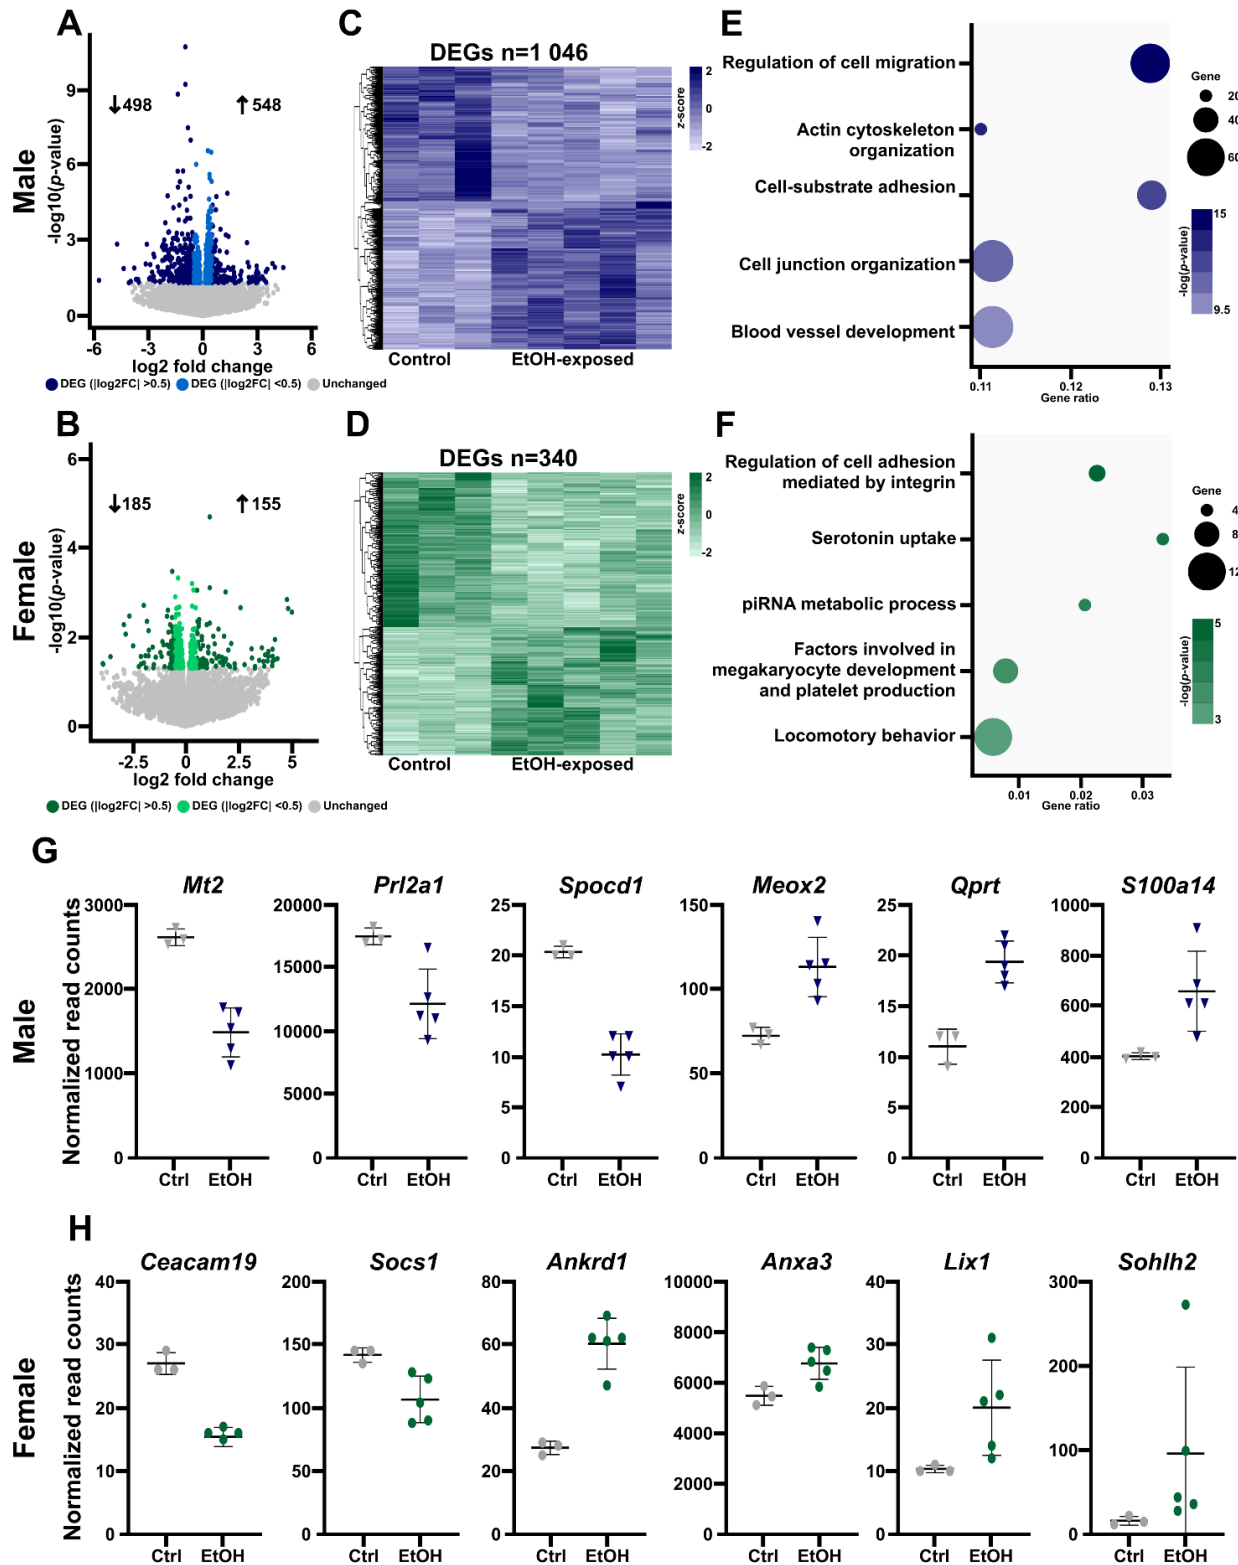 A
Male
-log10(p-value)
9
6
3
0
↓498
↑548
-6
-3
0
3
6
log2 fold change
DEG (|log2FC| >0.5)
DEG (|log2FC| <0.5)
Unchanged
C
DEGs n=1 046
Control
EtOH-exposed
z-score
2
0
-2
E
Regulation of cell migration
Actin cytoskeleton
organization
Cell-substrate adhesion
Cell junction organization
Blood vessel development
0.11
0.12
0.13
Gene ratio
Gene
20
40
60
-log(p-value)
15
9.5
B
Female
-log10(p-value)
6
4
2
0
↓185
↑155
-2.5
0
2.5
5
log2 fold change
DEG (|log2FC| >0.5)
DEG (|log2FC| <0.5)
Unchanged
D
DEGs n=340
Control
EtOH-exposed
z-score
2
0
-2
F
Regulation of cell adhesion
mediated by integrin
Serotonin uptake
piRNA metabolic process
Factors involved in
megakaryocyte development
and platelet production
Locomotory behavior
0.01
0.02
0.03
Gene ratio
Gene
4
8
12
-log(p-value)
5
3
G
Male
Normalized read counts
Mt2
3000
2000
1000
0
Ctrl EtOH
Prl2a1
20000
15000
10000
5000
0
Ctrl EtOH
Spocd1
25
20
15
10
5
0
Ctrl EtOH
Meox2
150
100
50
0
Ctrl EtOH
Qprt
25
20
15
10
5
0
Ctrl EtOH
S100a14
1000
800
600
400
200
0
Ctrl EtOH
H
Female
Normalized read counts
Ceacam19
40
30
20
10
0
Ctrl EtOH
Socs1
200
150
100
50
0
Ctrl EtOH
Ankrd1
80
60
40
20
0
Ctrl EtOH
Anxa3
10000
8000
6000
4000
2000
0
Ctrl EtOH
Lix1
40
30
20
10
0
Ctrl EtOH
Sohlh2
300
200
100
0
Ctrl EtOH